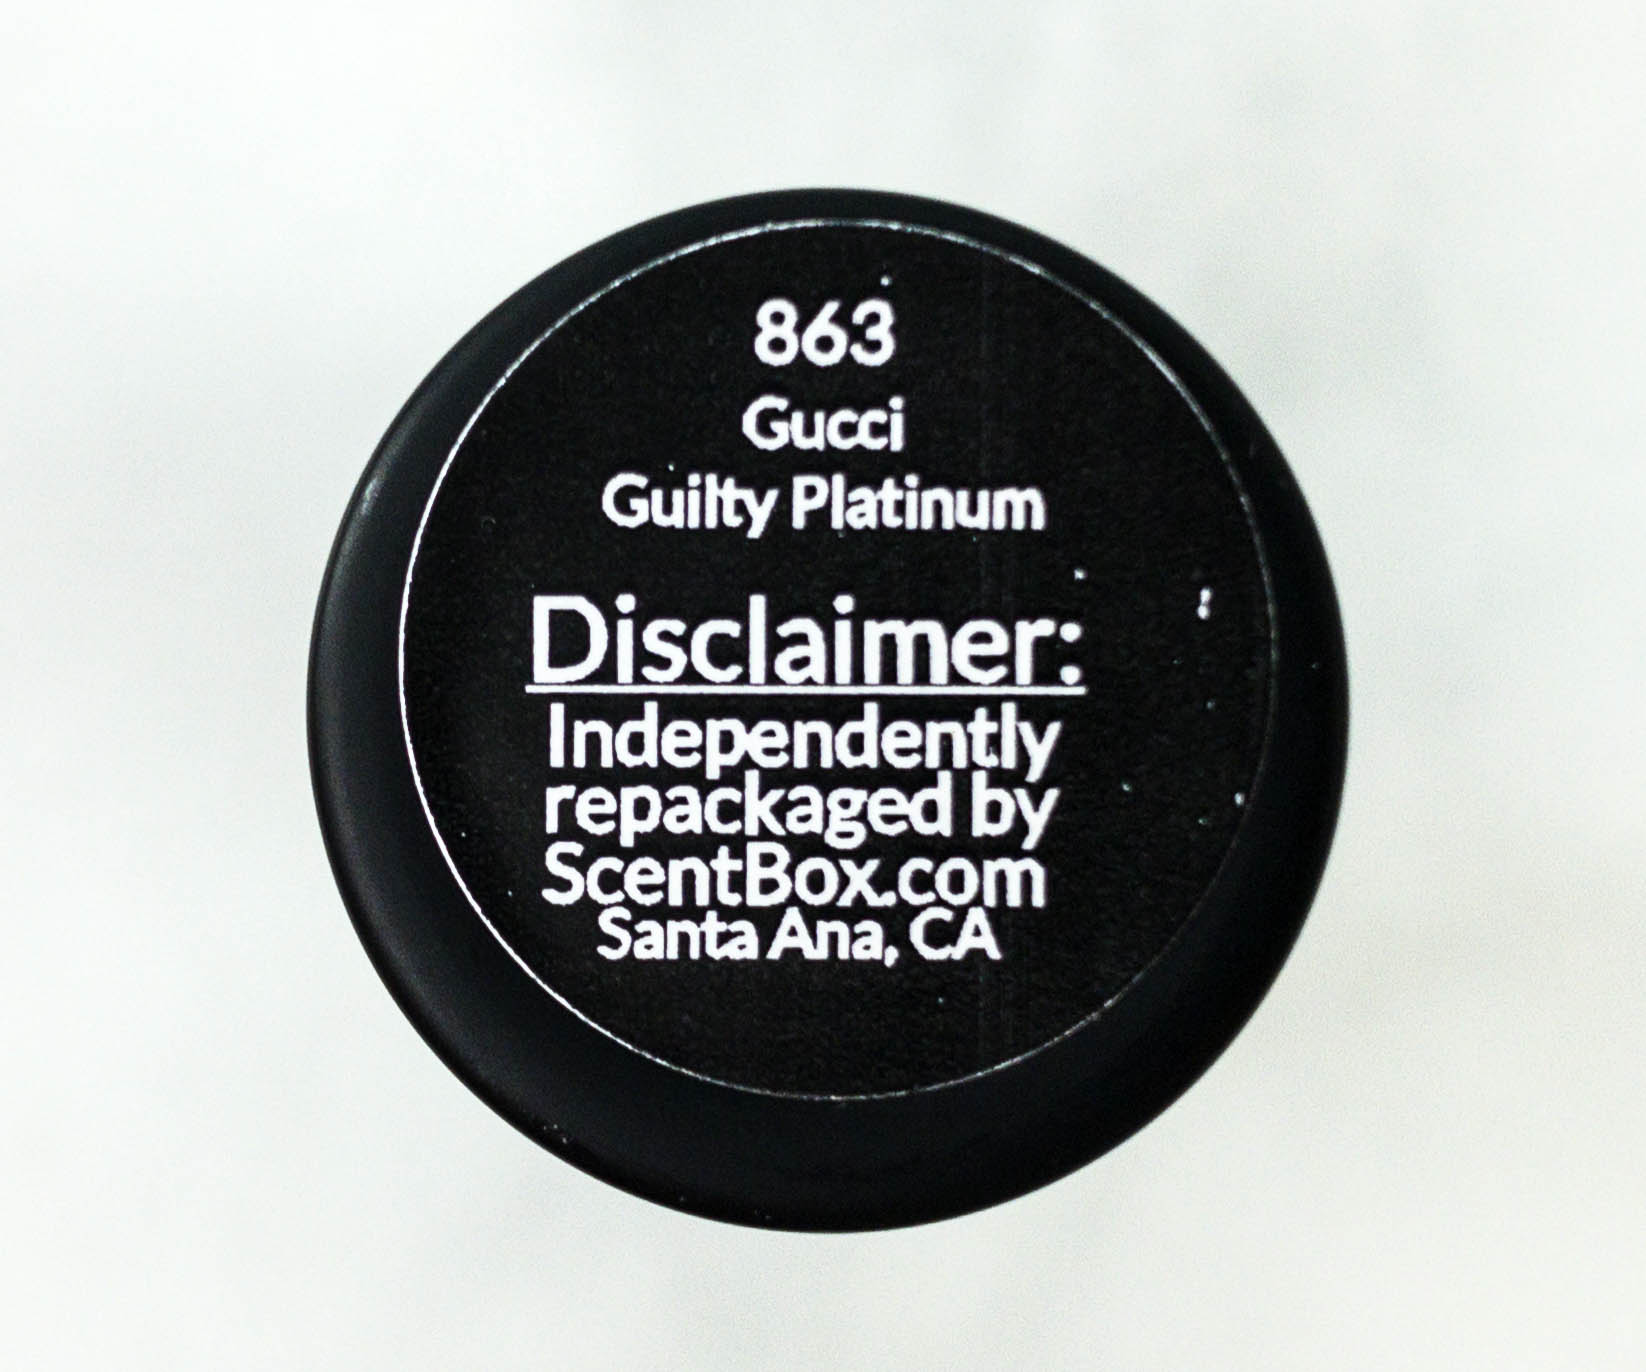 863
Gucci
Guilty Platinum
Disclaimer:
Independently
repackaged by
ScentBox.com
Santa Ana, CA